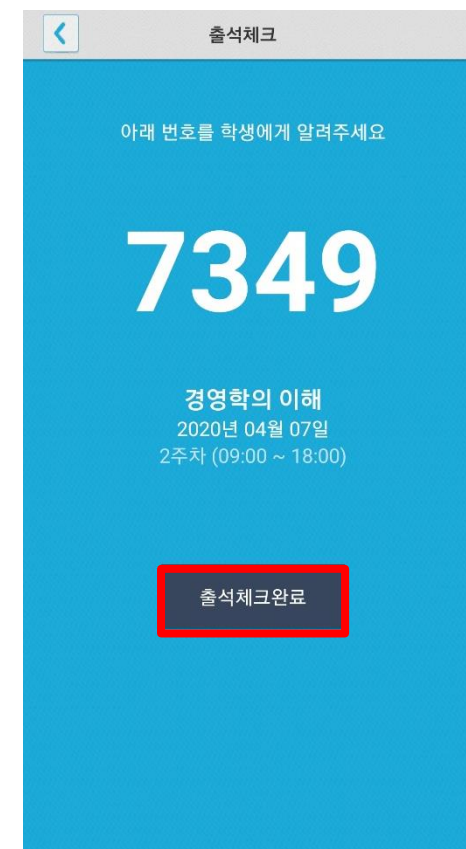 출석체크
아래 번호를 학생에게 알려주세요
7349
경영학의 이해
2020년 04월 07일
2주차 (09:00 ~ 18:00)
출석체크완료